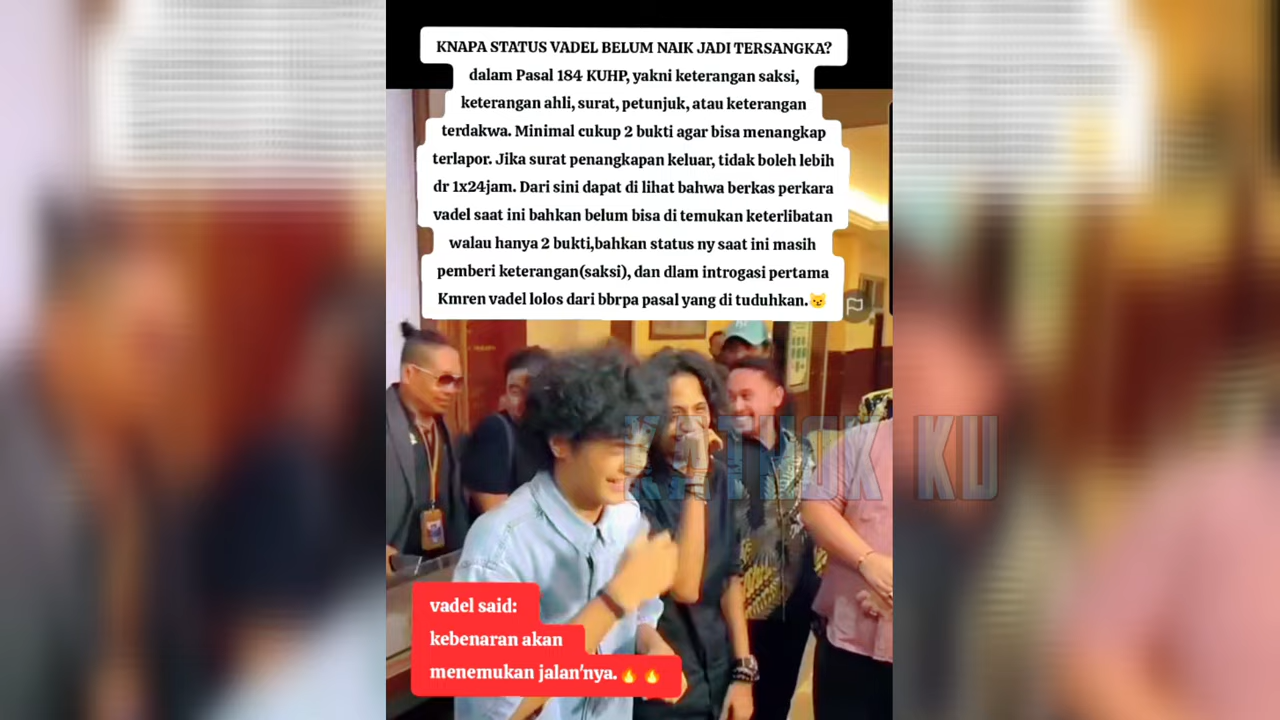 KNAPA STATUS VADEL BELUM NAIK JADI TERSANGKA?
dalam Pasal 184 KUHP, yakni keterangan saksi,
keterangan ahli, surat, petunjuk, atau keterangan
terdakwa. Minimal cukup 2 bukti agar bisa menangkap
terlapor. Jika surat penangkapan keluar, tidak boleh lebih
dr 1x24jam. Dari sini dapat di lihat bahwa berkas perkara
vadel saat ini bahkan belum bisa di temukan keterlibatan
walau hanya 2 bukti,bahkan status ny saat ini masih
pemberi keterangan(saksi), dan dlam introgasi pertama
Kmren vadel lolos dari bbrpa pasal yang di tuduhkan.😼
KATHOK KU
vadel said:
kebenaran akan
menemukan jalan'nya.🔥🔥